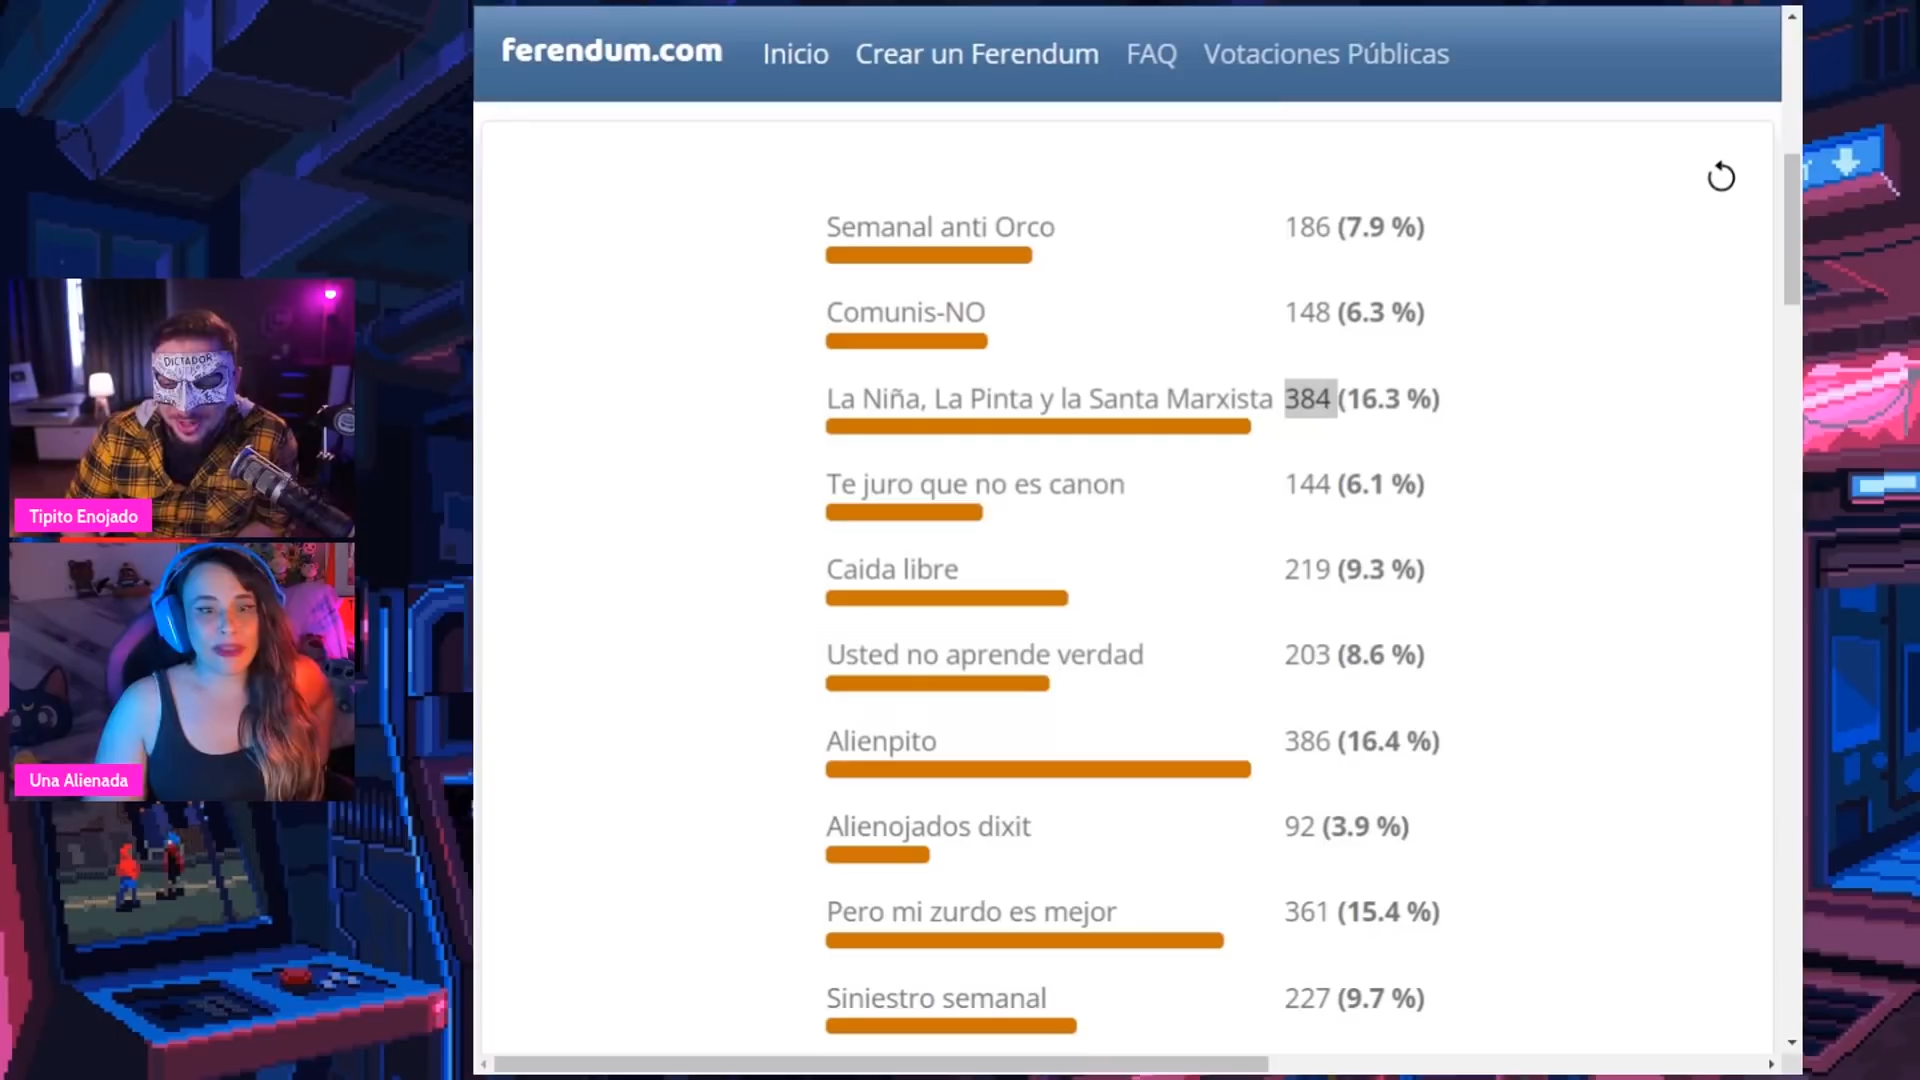 ferendum.com Inicio Crear un Ferendum FAQ Votaciones Públicas
Semanal anti Orco 186 (7.9 %)
Comunis-NO 148 (6.3 %)
La Niña, La Pinta y la Santa Marxista 384 (16.3 %)
Te juro que no es canon 144 (6.1 %)
Caida libre 219 (9.3 %)
Usted no aprende verdad 203 (8.6 %)
Alienpito 386 (16.4 %)
Alienojados dixit 92 (3.9 %)
Pero mi zurdo es mejor 361 (15.4 %)
Siniestro semanal 227 (9.7 %)
DICTADOR
Tipito Enojado
Una Alienada